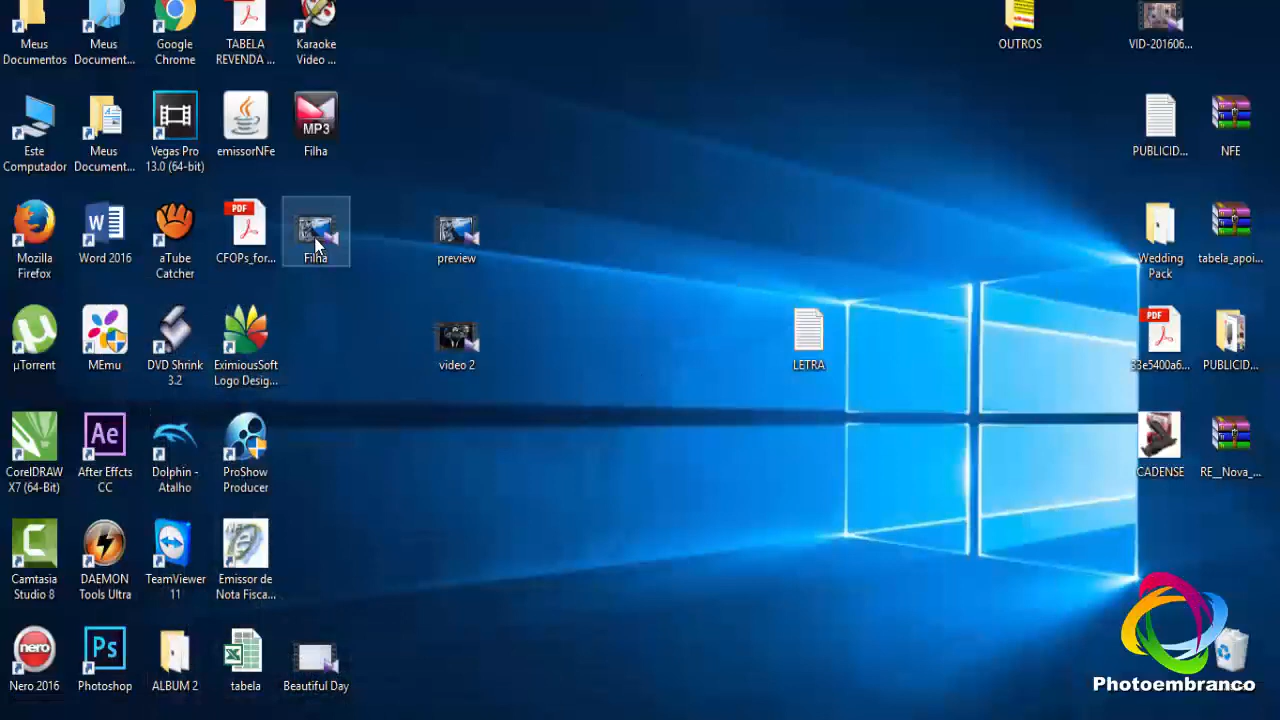 Meus
Documentos
Meus
Document...
Google
Chrome
TABELA
REVENDA ...
Karaoke
Video ...
OUTROS
VID-201606...
Este
Computador
Meus
Document...
Vegas Pro
13.0 (64-bit)
emissorNFe
MP3
Filha
PUBLICID...
NFE
Mozilla
Firefox
Word 2016
aTube
Catcher
PDF
CFOPs_for...
Filha
preview
Wedding
Pack
tabela_apoi...
µTorrent
MEmu
DVD Shrink
3.2
EximiousSoft
Logo Desig...
video 2
LETRA
PDF
33e5400a6...
PUBLICID...
CorelDRAW
X7 (64-Bit)
Ae
After Effcts
CC
Dolphin -
Atalho
ProShow
Producer
CADENSE
RE__Nova_...
Camtasia
Studio 8
DAEMON
Tools Ultra
TeamViewer
11
Emissor de
Nota Fisca...
nero
Nero 2016
Ps
Photoshop
ALBUM 2
tabela
Beautiful Day
Photoembranco